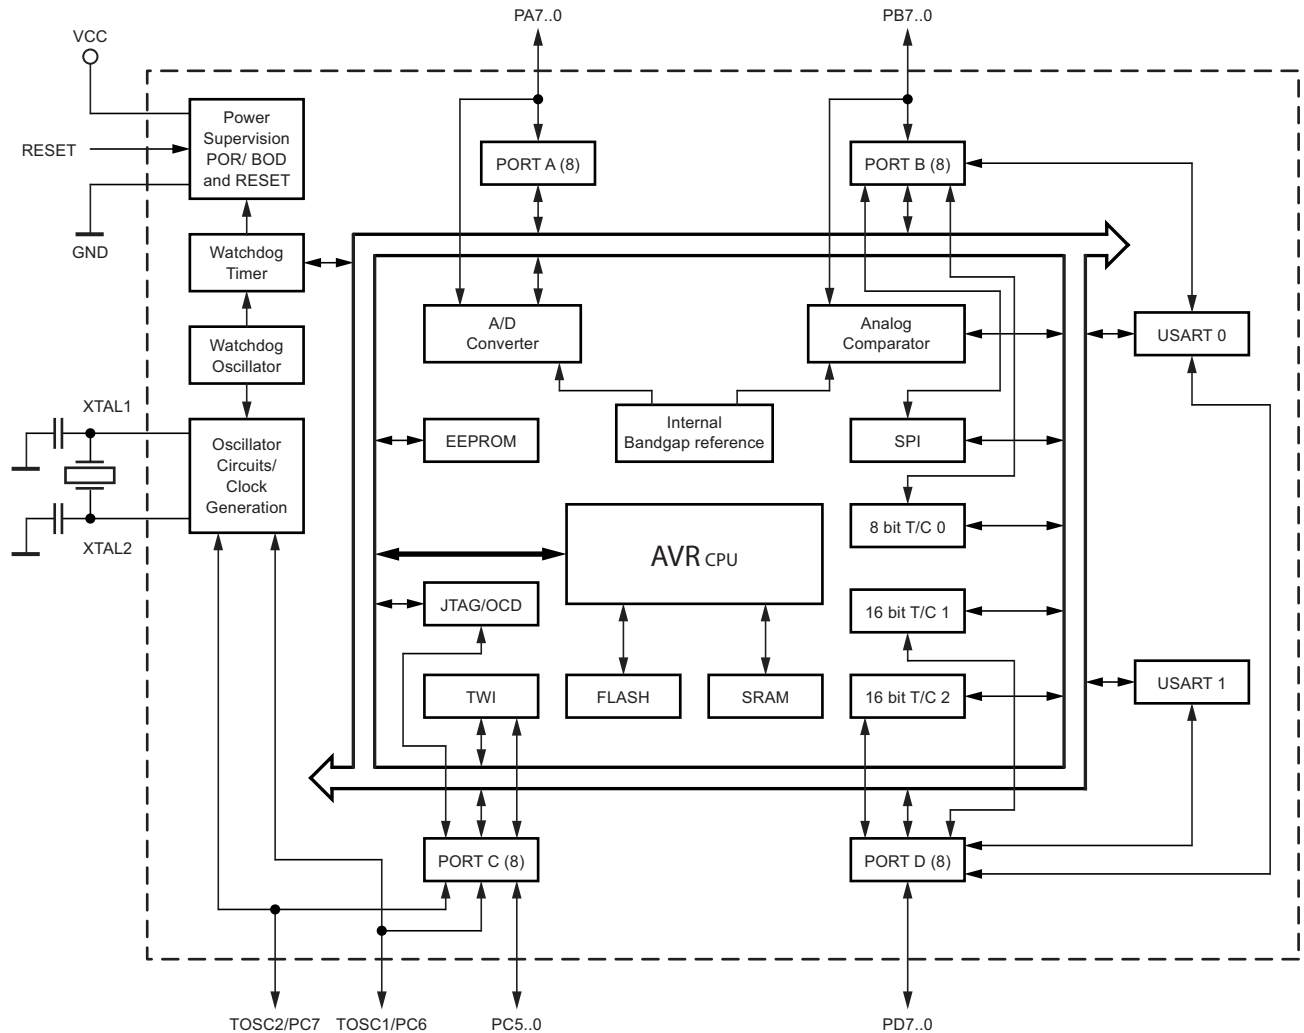 PA7..0
PB7..0
VCC
RESET
GND
Power
Supervision
POR/ BOD
and RESET
PORT A (8)
PORT B (8)
Watchdog
Timer
Watchdog
Oscillator
A/D
Converter
Analog
Comparator
USART 0
Internal
Bandgap reference
XTAL1
XTAL2
Oscillator
Circuits/
Clock
Generation
EEPROM
SPI
8 bit T/C 0
AVR CPU
JTAG/OCD
16 bit T/C 1
TWI
FLASH
SRAM
16 bit T/C 2
USART 1
PORT C (8)
PORT D (8)
TOSC2/PC7
TOSC1/PC6
PC5..0
PD7..0